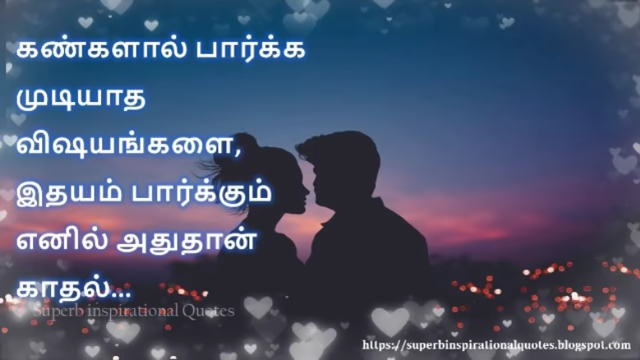 கண்களால் பார்க்க
முடியாத
விஷயங்களை,
இதயம் பார்க்கும்
எனில் அதுதான்
காதல்...
Superb inspirational Quotes
https://superbinspirationalquotes.blogspot.com